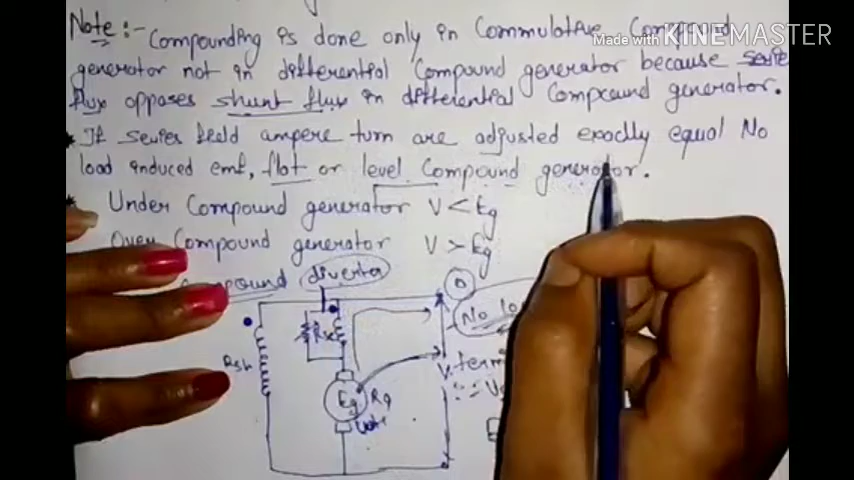 Note :- Compounding is done only in Commulative Compound
Made with KINEMASTER
generator not in differential Compound generator because series
flux opposes shunt flux in differential Compound generator.
* If series field ampere turn are adjusted exactly equal No
load induced emf, flat or level Compound generator.
* Under Compound generator V < Eg
Over Compound generator V > Eg
Compound diverter
No lo
Rse
Rsh
V term
Eg Rg